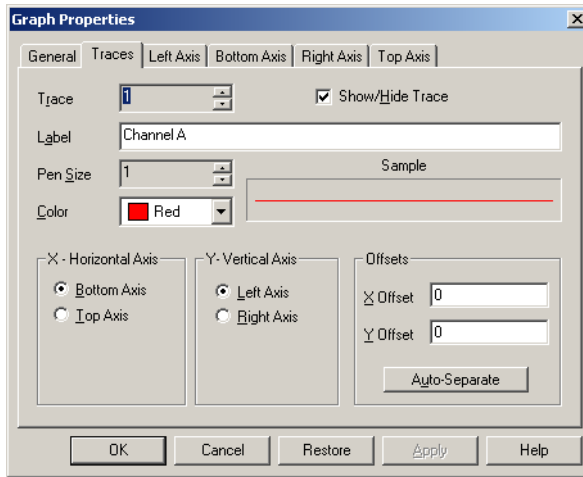 Graph Properties
General Traces Left Axis Bottom Axis Right Axis Top Axis
Trace 1 Show/Hide Trace
Label Channel A
Pen Size 1 Sample
Color Red
X - Horizontal Axis Y- Vertical Axis Offsets
Bottom Axis Left Axis X Offset 0
Top Axis Right Axis Y Offset 0
Auto-Separate
OK Cancel Restore Apply Help